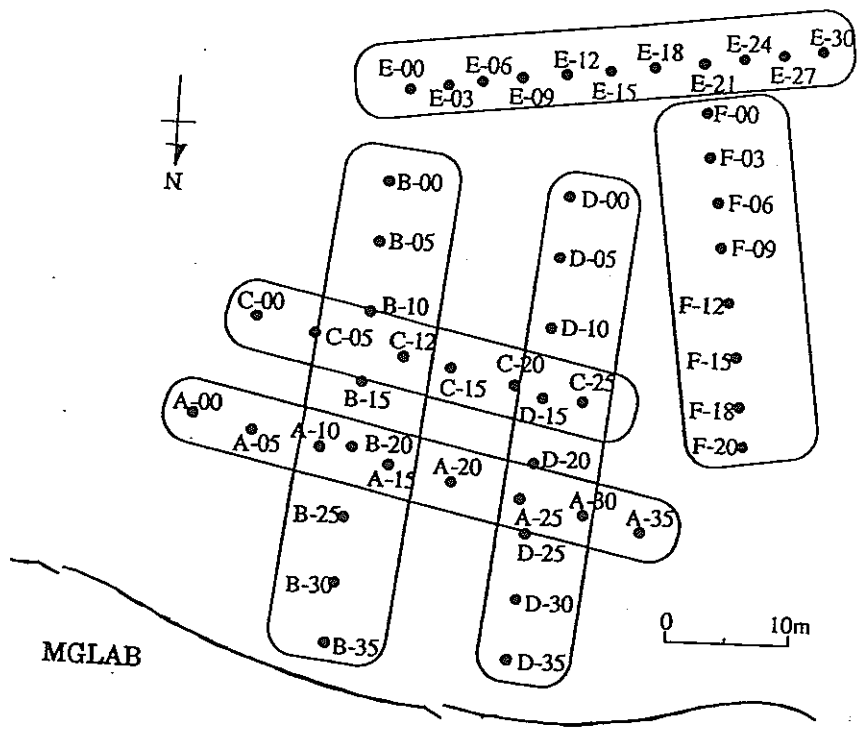 E-30
E-24
E-18
E-12
E-06
E-00
E-27
E-21
E-15
E-09
E-03
F-00
N
F-03
B-00
D-00
F-06
B-05
F-09
D-05
C-00
B-10
F-12
D-10
C-05
C-12
F-15
C-20
C-15
C-25
B-15
A-00
D-15
F-18
A-05
A-10
B-20
F-20
A-15
A-20
D-20
A-30
A-25
A-35
B-25
D-25
B-30
D-30
0 10m
B-35
MGLAB
D-35